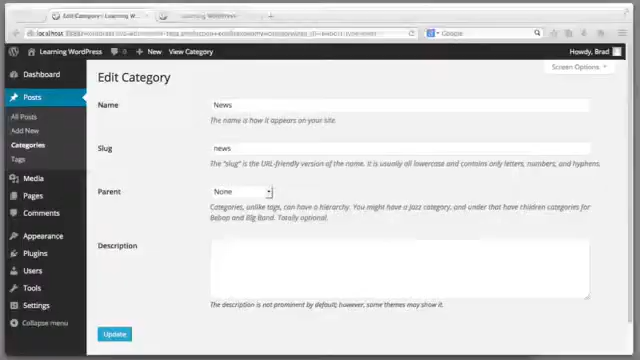 Edit Category ‹ Learning W...
Learning WordPress
Google
Learning WordPress
0
New
View Category
Howdy, Brad
Screen Options
Dashboard
Posts
All Posts
Add New
Categories
Tags
Media
Pages
Comments
Appearance
Plugins
Users
Tools
Settings
Collapse menu
Edit Category
Name
News
The name is how it appears on your site.
Slug
news
The "slug" is the URL-friendly version of the name. It is usually all lowercase and contains only letters, numbers, and hyphens.
Parent
None
Categories, unlike tags, can have a hierarchy. You might have a Jazz category, and under that have children categories for
Bebop and Big Band. Totally optional.
Description
The description is not prominent by default; however, some themes may show it.
Update